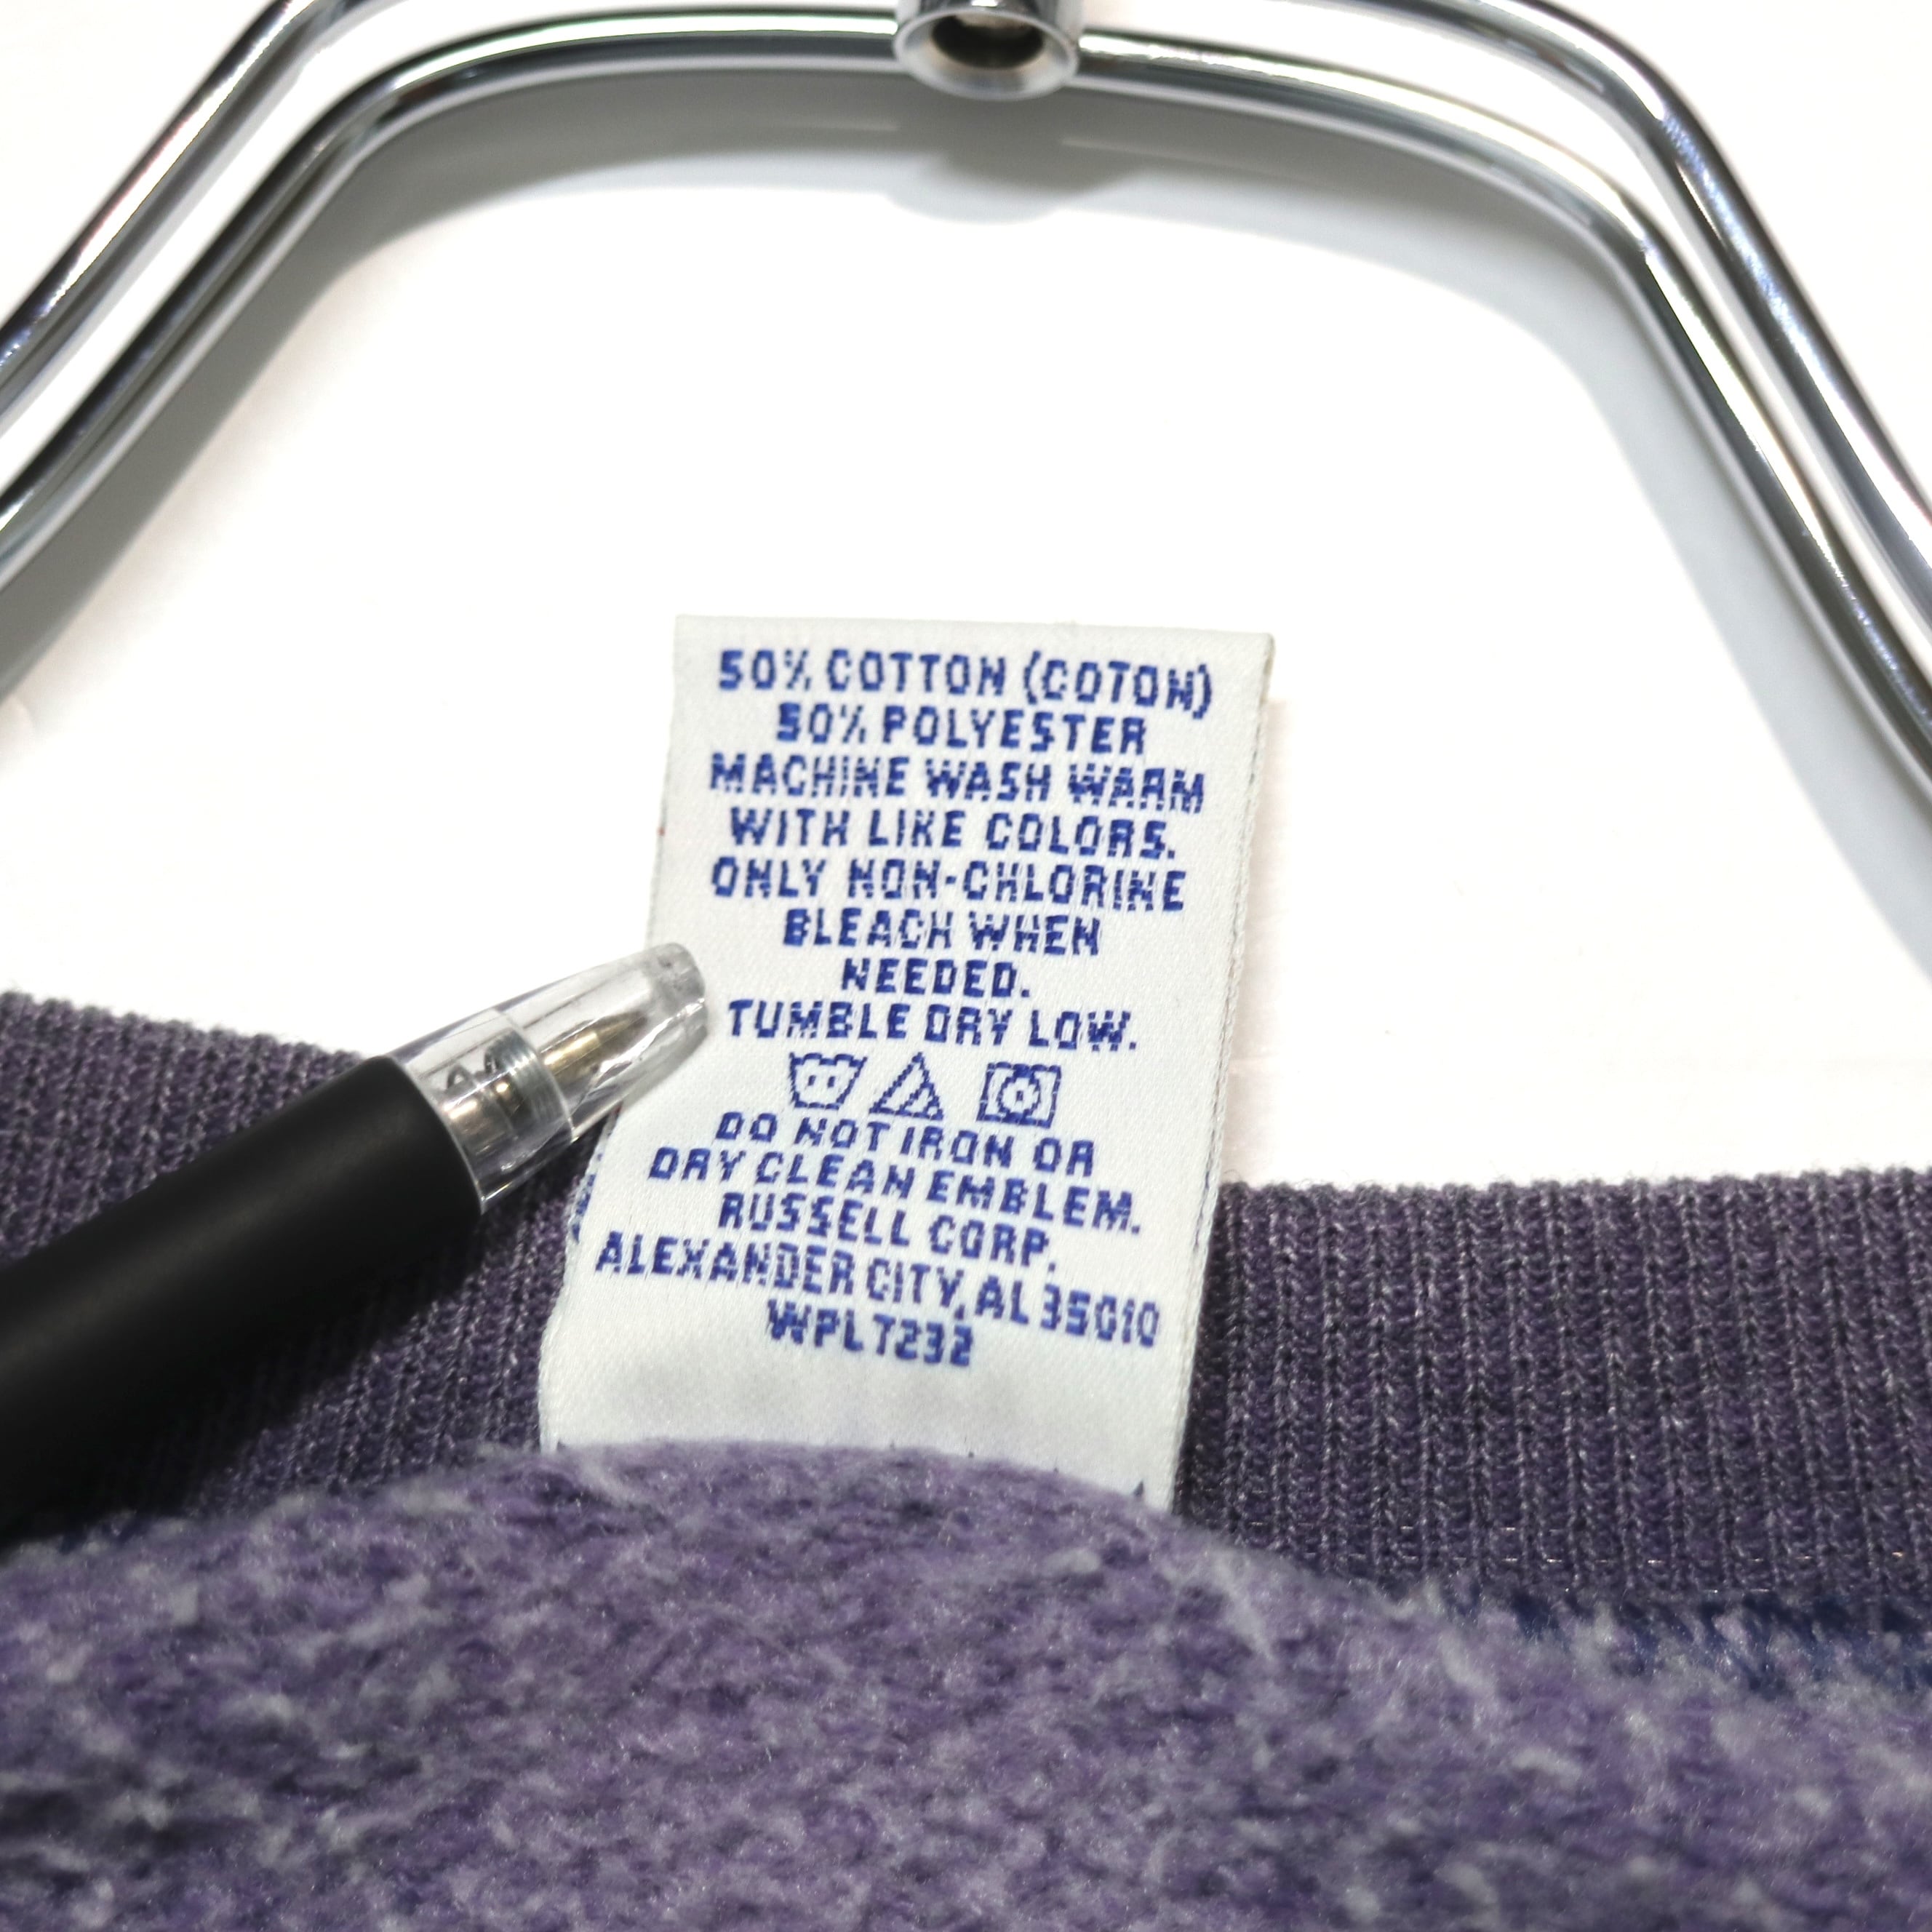 50% COTTON (COTON)
50% POLYESTER
MACHINE WASH WARM
WITH LIKE COLORS.
ONLY NON-CHLORINE
BLEACH WHEN
NEEDED.
TUMBLE DRY LOW.
DO NOT IRON OR
DRY CLEAN EMBLEM.
RUSSELL CORP.
ALEXANDER CITY, AL 35010
WPL 7232